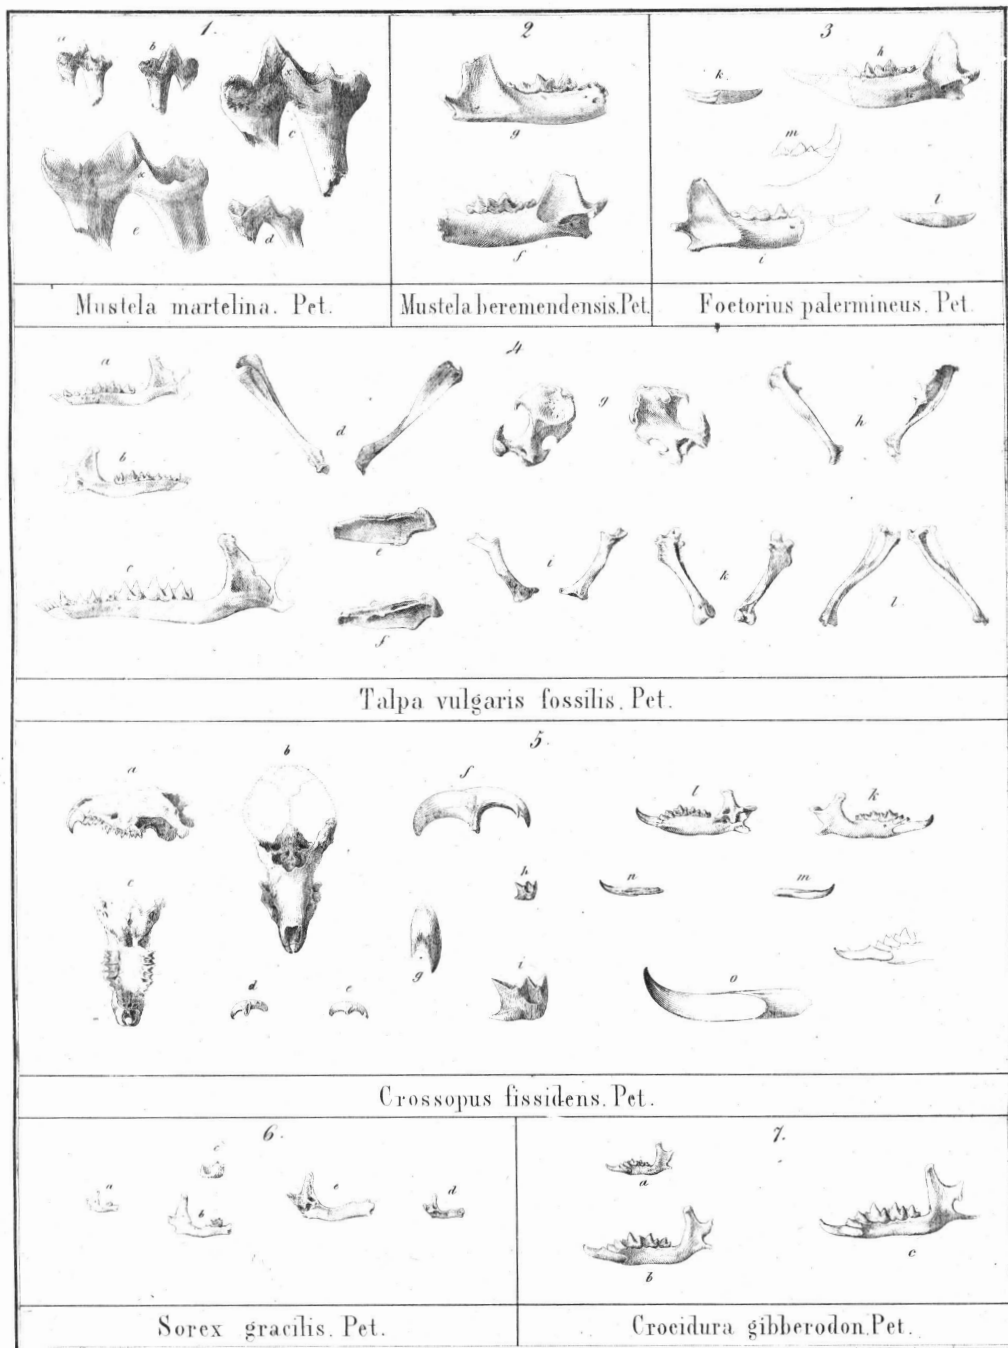 1.
a
b
x
c
x
e
d
Mustela martelina. Pet.
2
g
f
Mustela beremendensis. Pet.
3
k.
h
m
l
i
Foetorius palermineus. Pet.
4
a
b
c
d
e
f
g
h
i
k
l.
Talpa vulgaris fossilis. Pet.
5.
a
b
c
d
e
f
g
h
i
l
k
n
m
o
Crossopus fissidens. Pet.
6.
a
c
b
e
d
Sorex gracilis. Pet.
7.
a
b
c
Crocidura gibberodon. Pet.